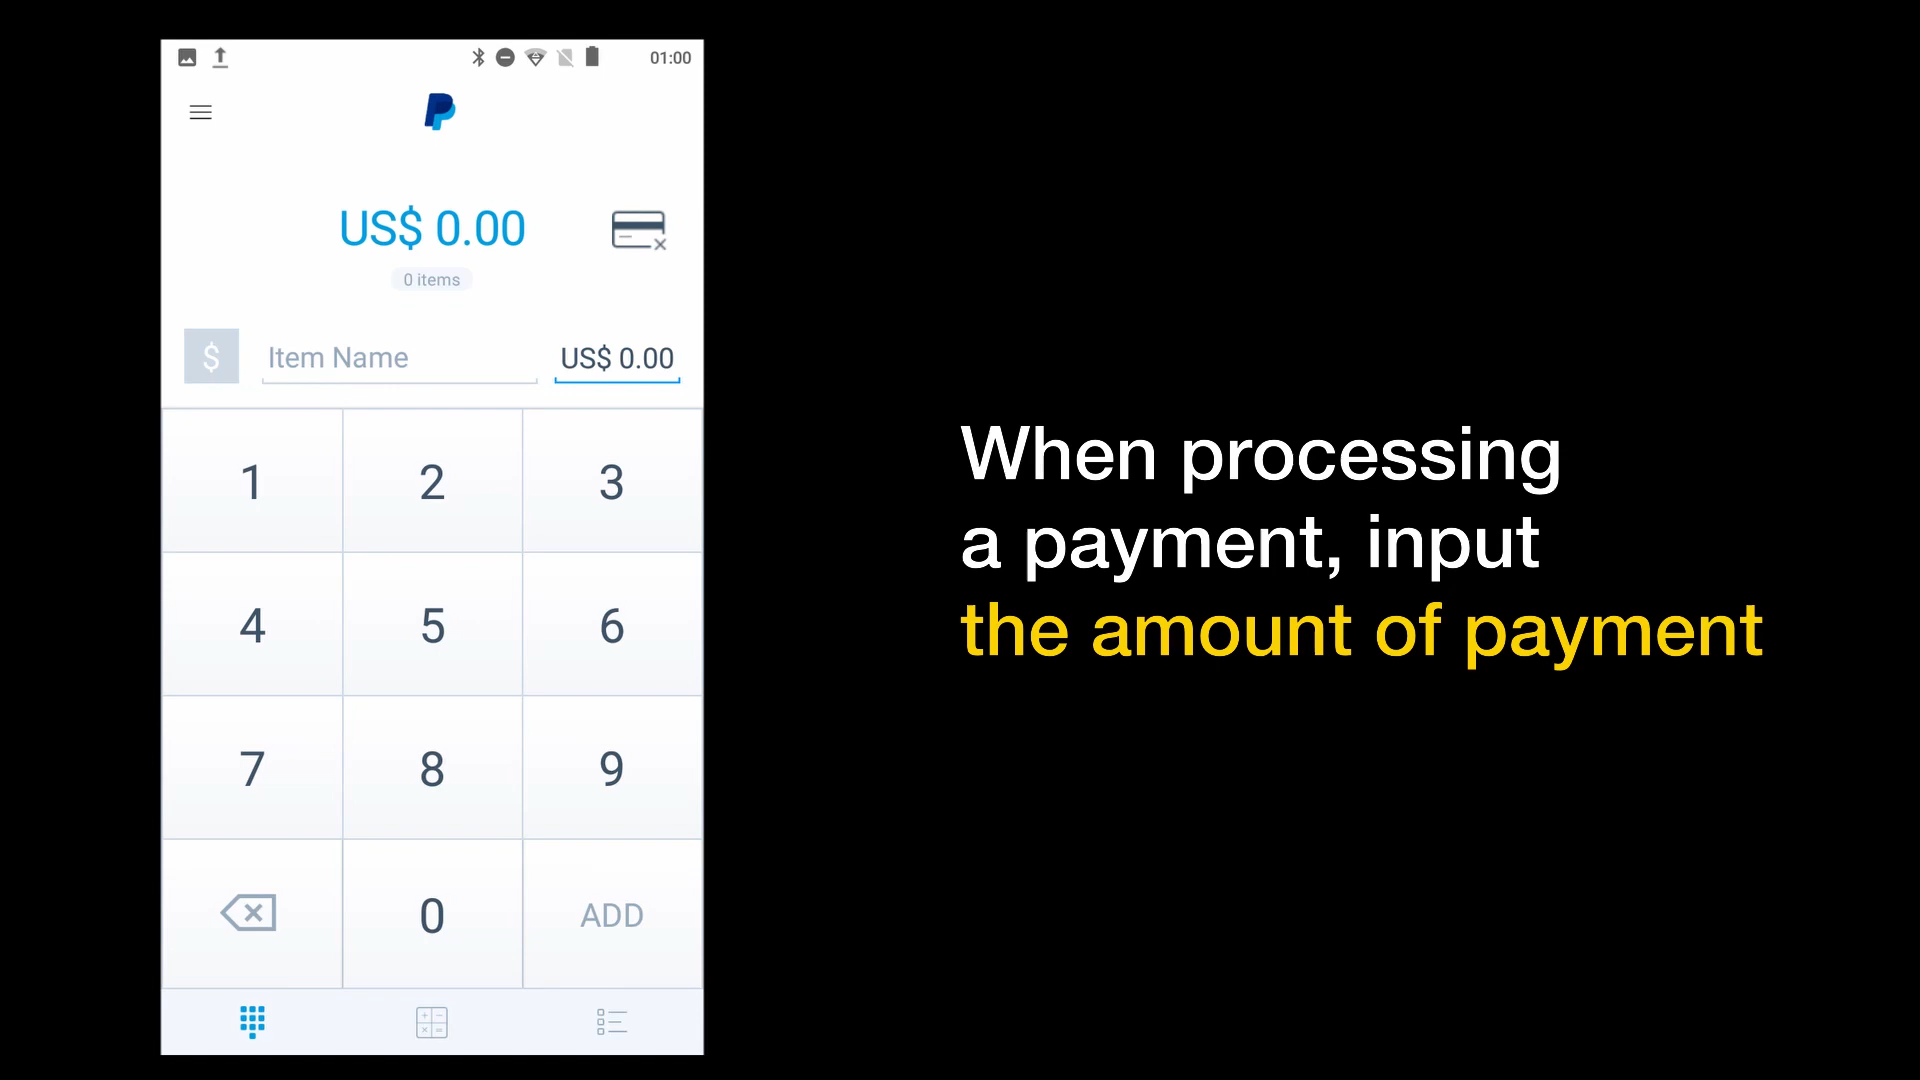 01:00
US$ 0.00
0 items
$
Item Name
US$ 0.00
1
2
3
4
5
6
7
8
9
0
ADD
When processing
a payment, input
the amount of payment